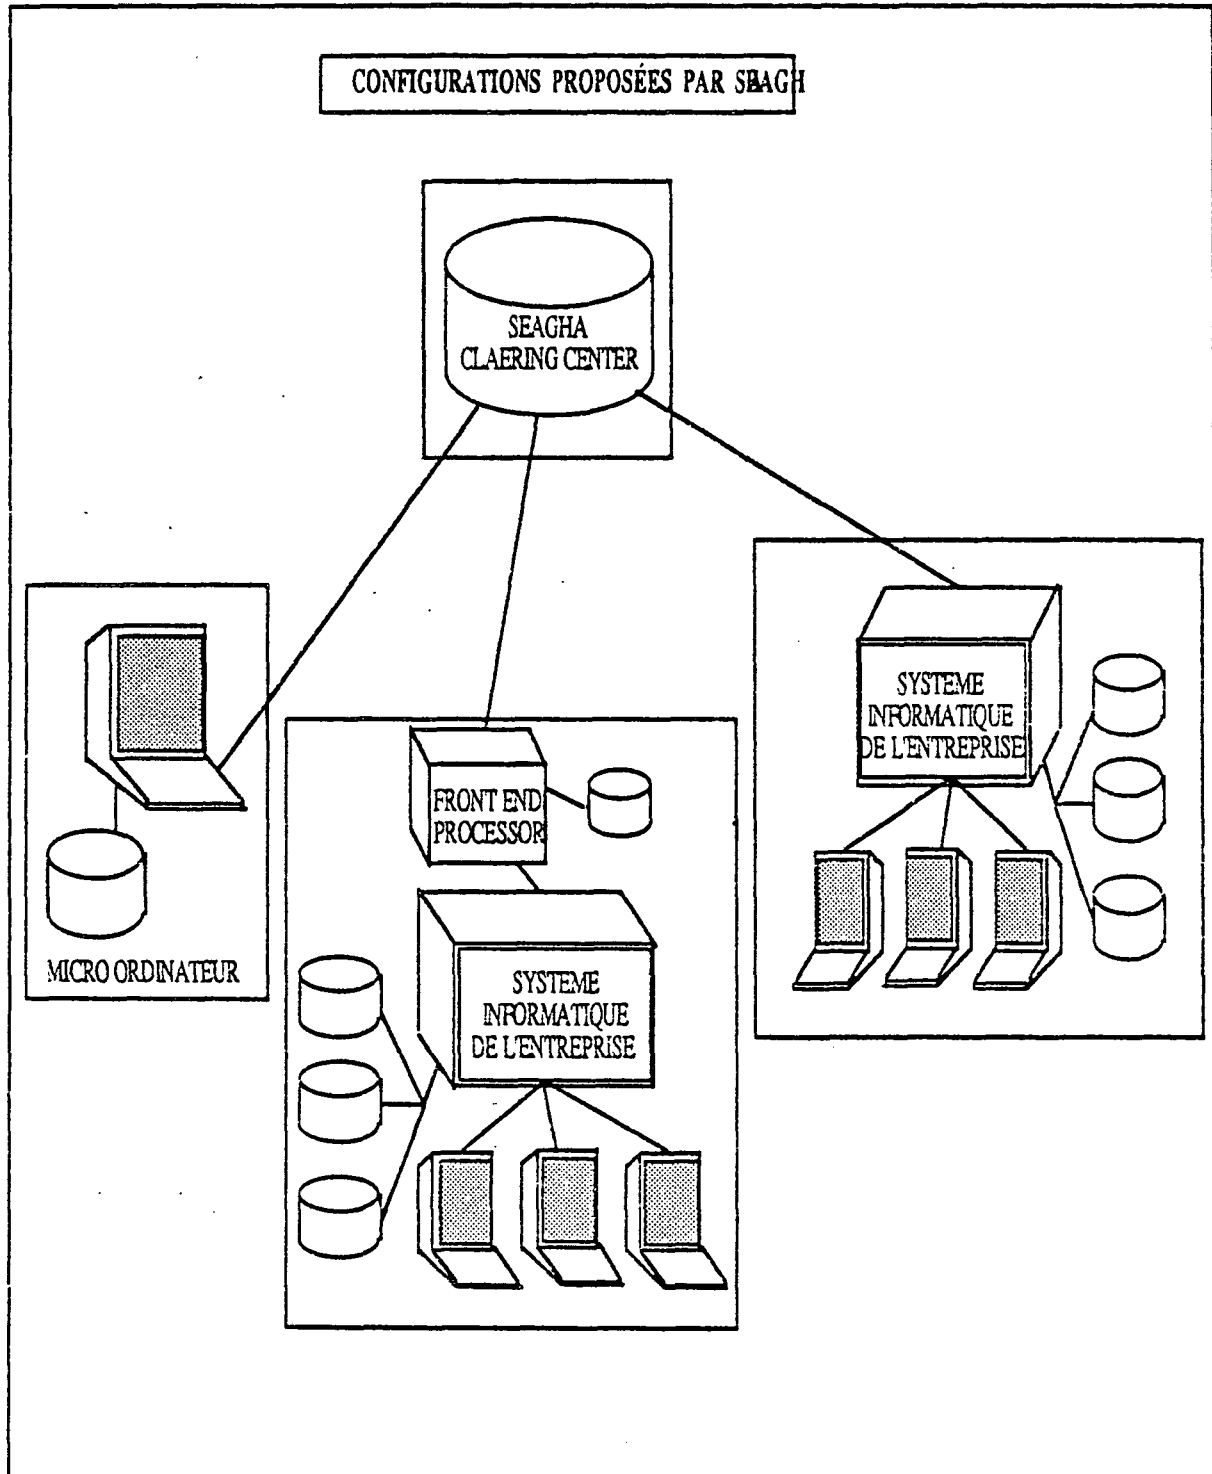 CONFIGURATIONS PROPOSÉES PAR SEAGH
SEAGHA
CLAERING CENTER
SYSTEME
INFORMATIQUE
DE L'ENTREPRISE
FRONT END
PROCESSOR
MICRO ORDINATEUR
SYSTEME
INFORMATIQUE
DE L'ENTREPRISE